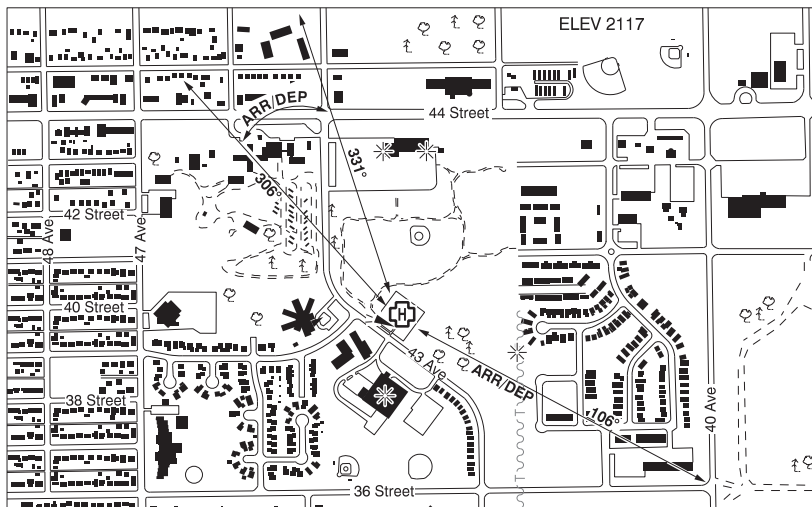 ELEV 2117
ARR/DEP
44 Street
331°
306°
42 Street
48 Ave
47 Ave
40 Street
H
43 Ave
ARR/DEP
38 Street
106°
40 Ave
36 Street